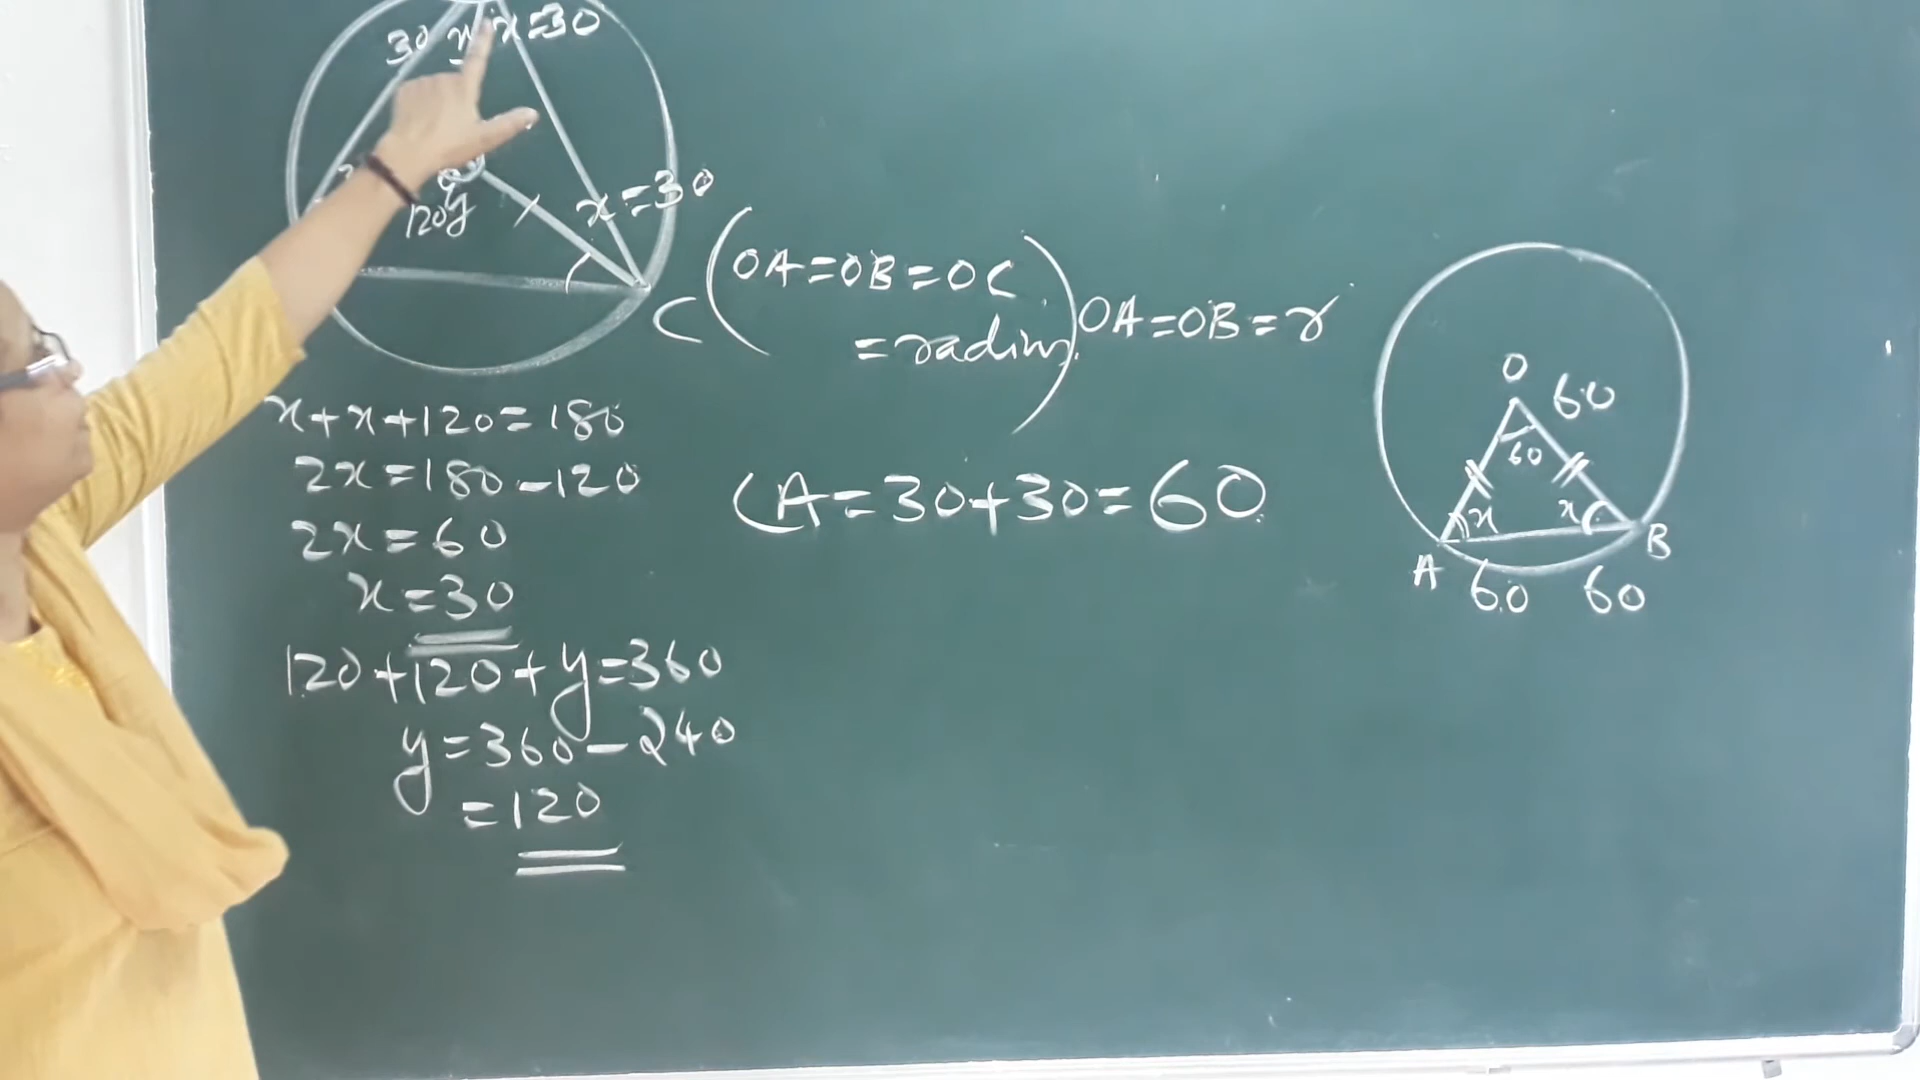 30 x x=30
120 y
x=30
C
(OA=OB=OC
=radius)
OA=OB=r
x+x+120=180
2x=180-120
2x=60
x=30
120+120+y=360
y=360-240
=120
∠A=30+30=60
O
60
60
x x
A B
60 60